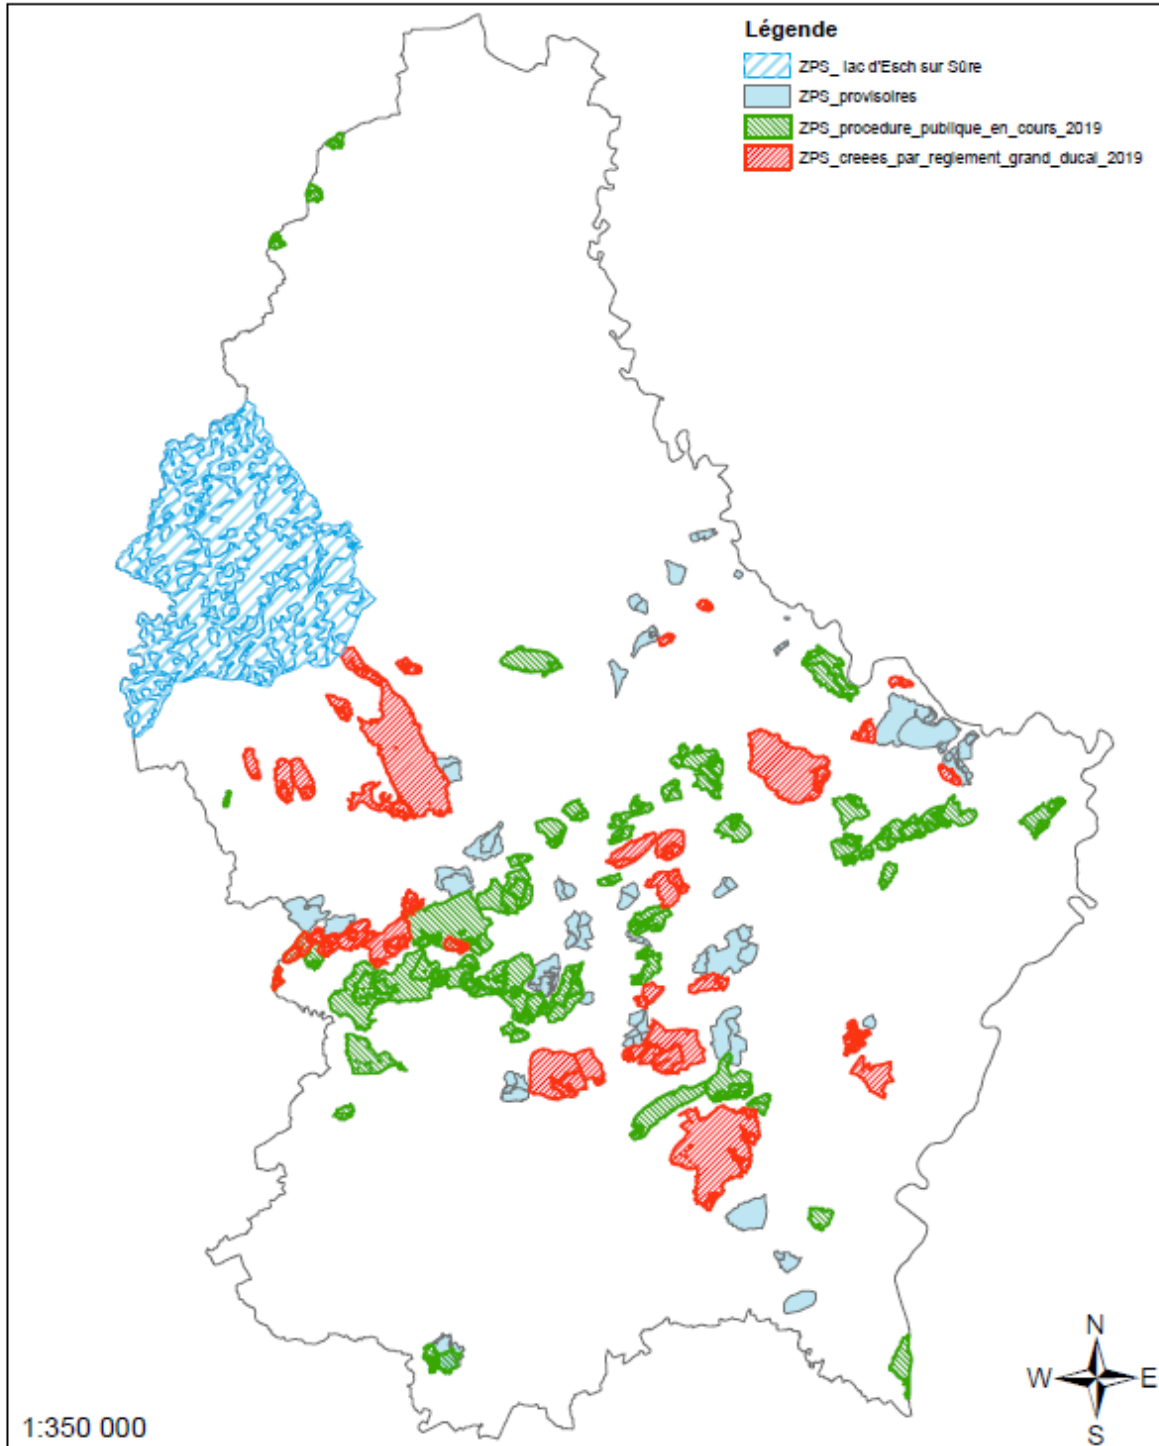 Légende
ZPS_ lac d'Esch sur Sûre
ZPS_provisoires
ZPS_procedure_publique_en_cours_2019
ZPS_creees_par_reglement_grand_ducal_2019
N
W E
S
1:350 000